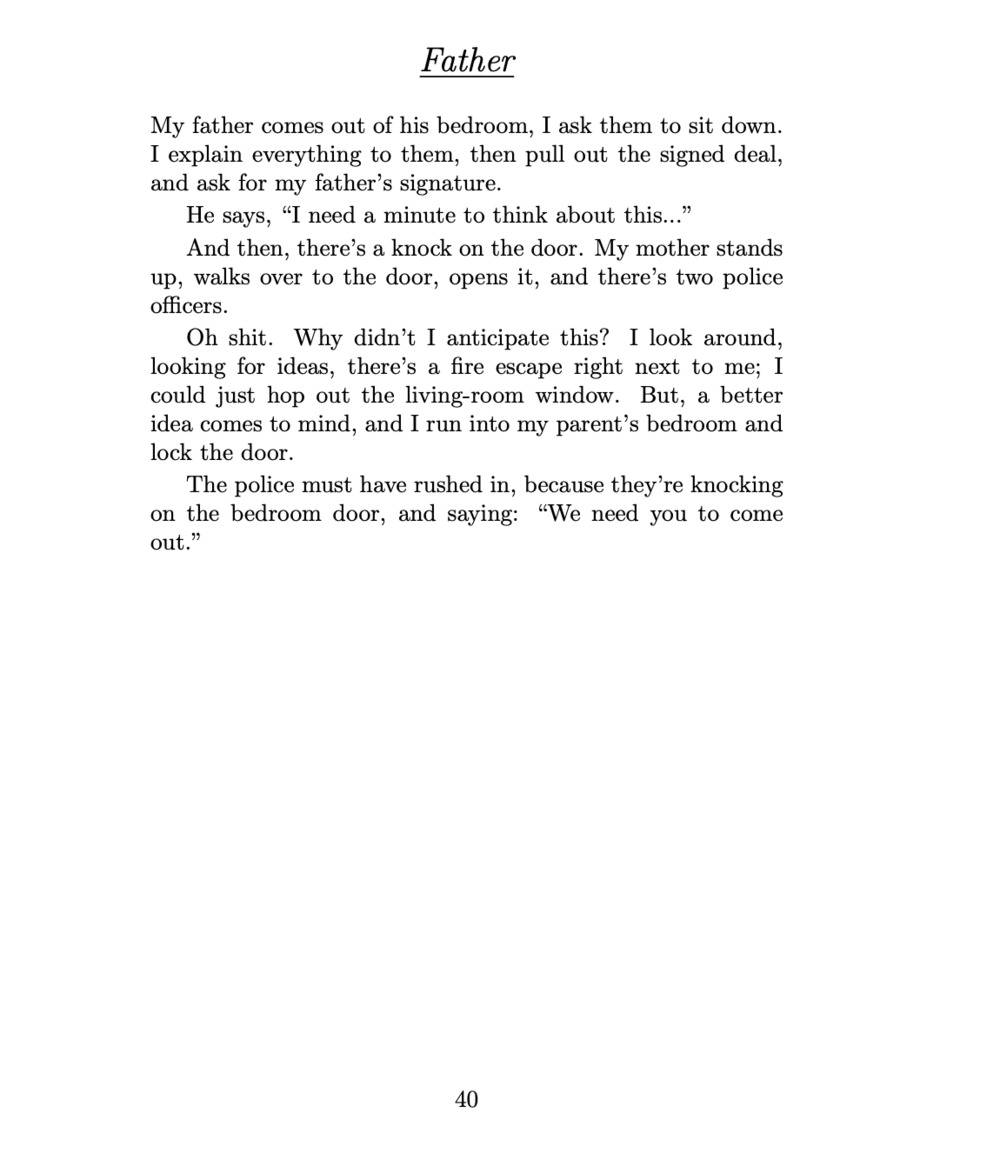 Father
My father comes out of his bedroom, I ask them to sit down.
I explain everything to them, then pull out the signed deal,
and ask for my father’s signature.
He says, “I need a minute to think about this...”
And then, there’s a knock on the door. My mother stands
up, walks over to the door, opens it, and there’s two police
officers.
Oh shit. Why didn’t I anticipate this? I look around,
looking for ideas, there’s a fire escape right next to me; I
could just hop out the living-room window. But, a better
idea comes to mind, and I run into my parent’s bedroom and
lock the door.
The police must have rushed in, because they’re knocking
on the bedroom door, and saying: “We need you to come
out.”
40